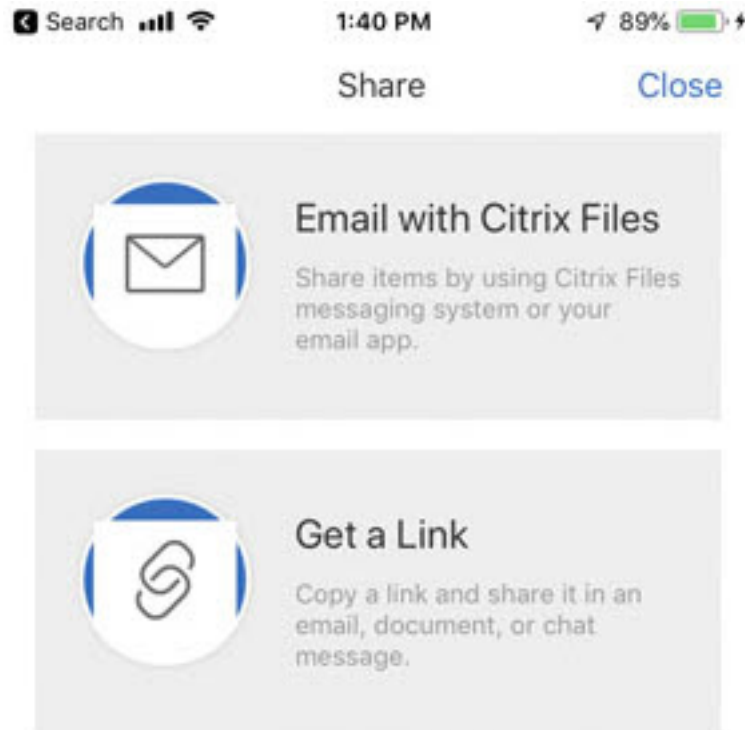 Search 1:40 PM 89%
Share Close
Email with Citrix Files
Share items by using Citrix Files
messaging system or your
email app.
Get a Link
Copy a link and share it in an
email, document, or chat
message.